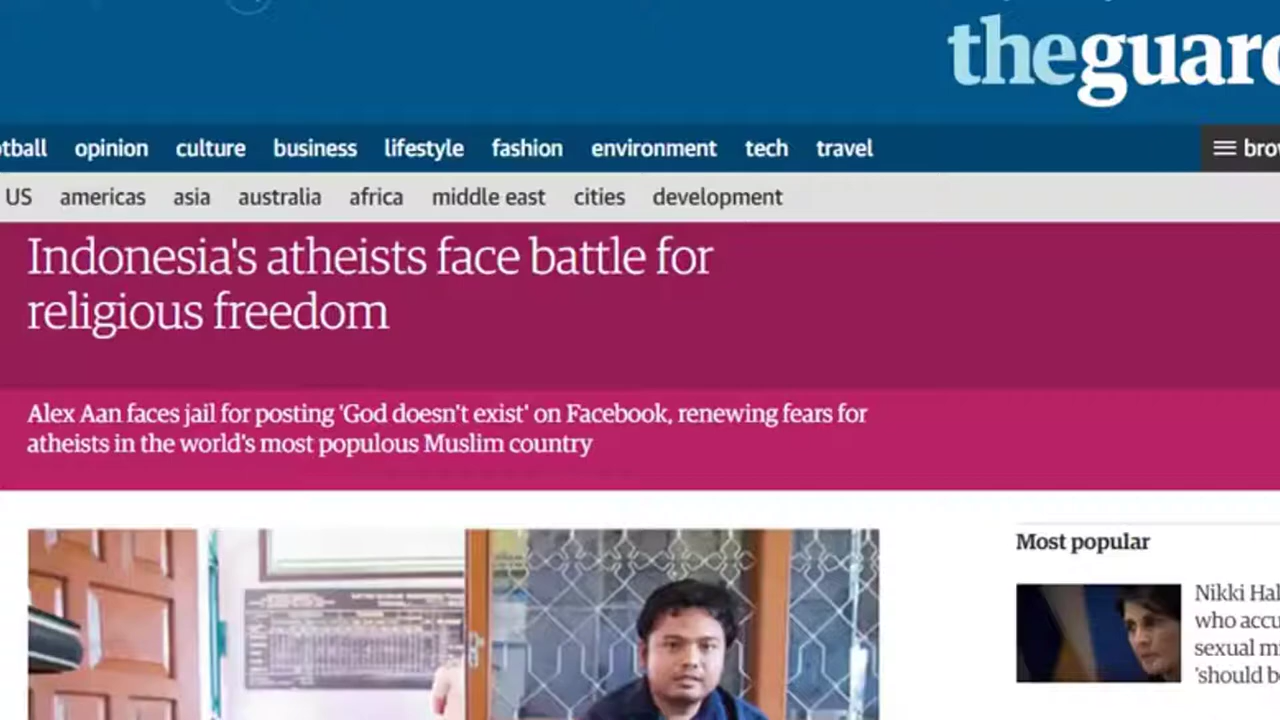 theguar
otball opinion culture business lifestyle fashion environment tech travel
bro
US americas asia australia africa middle east cities development
Indonesia's atheists face battle for
religious freedom
Alex Aan faces jail for posting 'God doesn't exist' on Facebook, renewing fears for
atheists in the world's most populous Muslim country
Most popular
Nikki Hal
who accu
sexual m
'should b